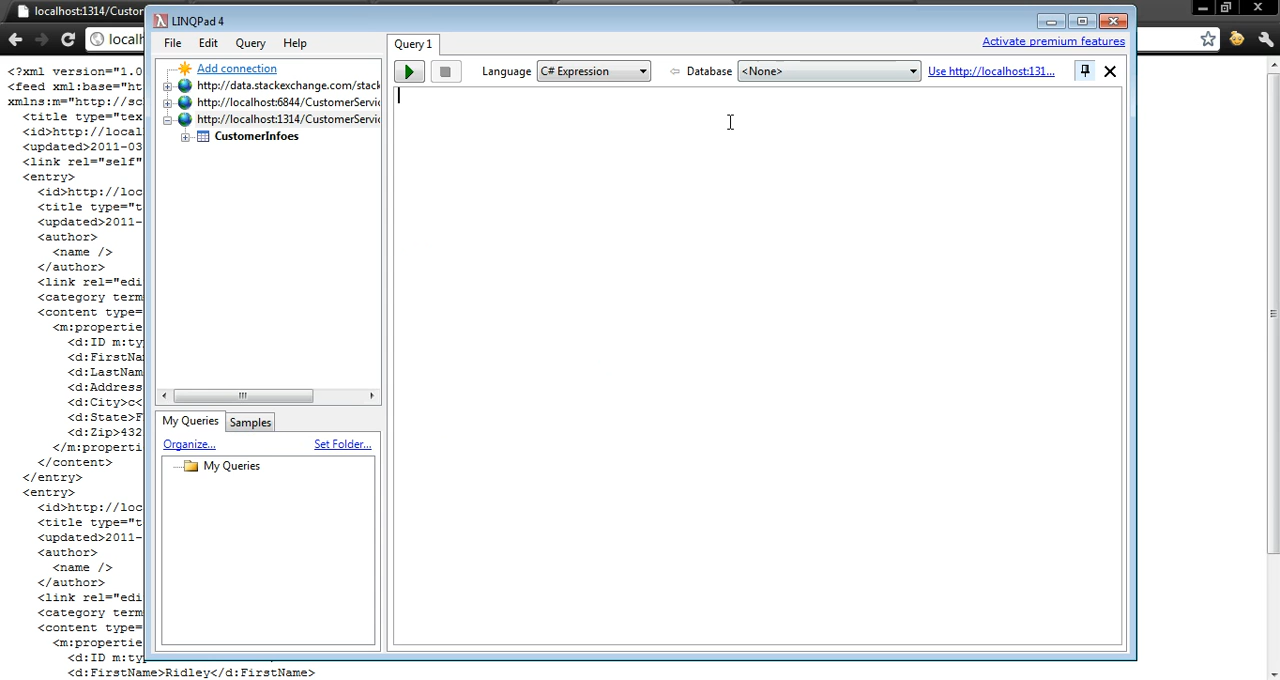 localhost:1314/Custor
LINQPad 4
localh
File Edit Query Help
Query 1
Activate premium features
Add connection
http://data.stackexchange.com/stack
http://localhost:6844/CustomerServic
http://localhost:1314/CustomerServic
CustomerInfoes
Language C# Expression Database <None> Use http://localhost:131...
My Queries Samples
Organize... Set Folder...
My Queries
<?xml version="1.0
<feed xml:base="ht
xmlns:m="http://sc
<title type="tex
<id>http://local
<updated>2011-03
<link rel="self"
<entry>
<id>http://loc
<title type="t
<updated>2011-
<author>
<name />
</author>
<link rel="edi
<category term
<content type=
<m:propertie
<d:ID m:ty
<d:FirstNa
<d:LastNam
<d:Address
<d:City>c<
<d:State>F
<d:Zip>432
</m:properti
</content>
</entry>
<entry>
<id>http://loc
<title type="t
<updated>2011-
<author>
<name />
</author>
<link rel="edi
<category term
<content type=
<m:propertie
<d:ID m:typ
<d:FirstName>Ridley</d:FirstName>